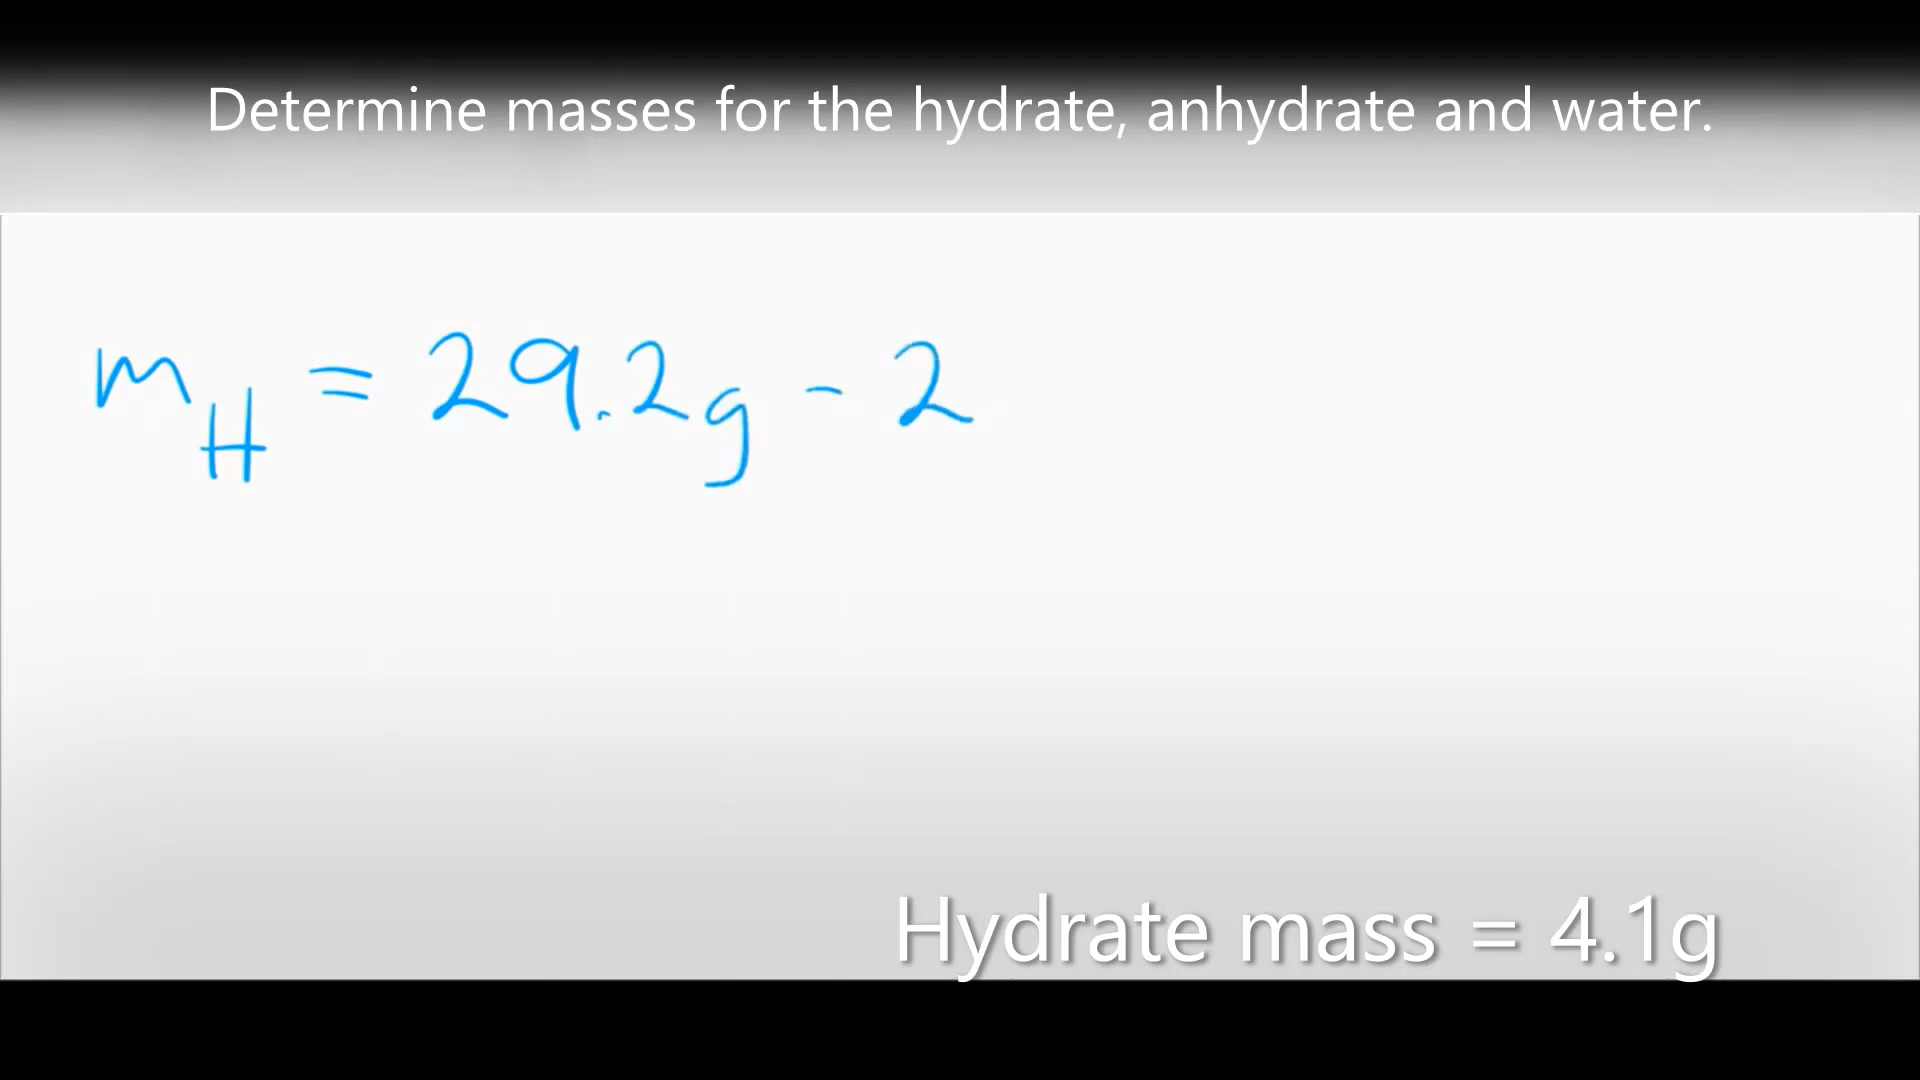 Determine masses for the hydrate, anhydrate and water.
m_H = 29.2g - 2
Hydrate mass = 4.1g